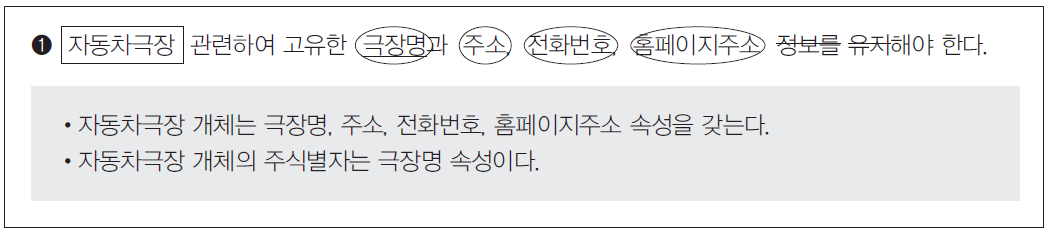 ❶ 자동차극장 관련하여 고유한 극장명과 주소, 전화번호, 홈페이지주소 정보를 유저해야 한다.
• 자동차극장 개체는 극장명, 주소, 전화번호, 홈페이지주소 속성을 갖는다.
• 자동차극장 개체의 주식별자는 극장명 속성이다.